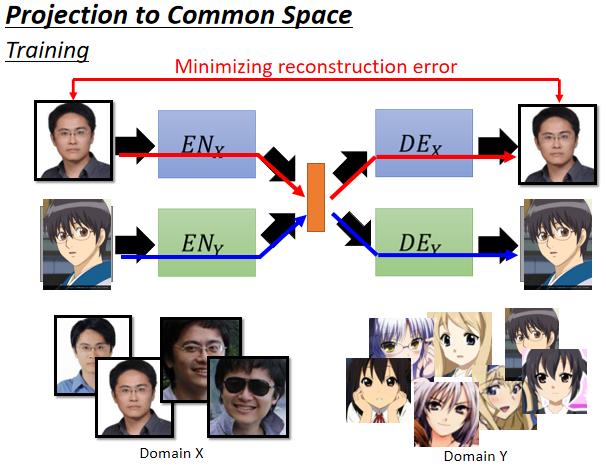 Projection to Common Space
Training
Minimizing reconstruction error
EN_X
DE_X
EN_Y
DE_Y
Domain X
Domain Y